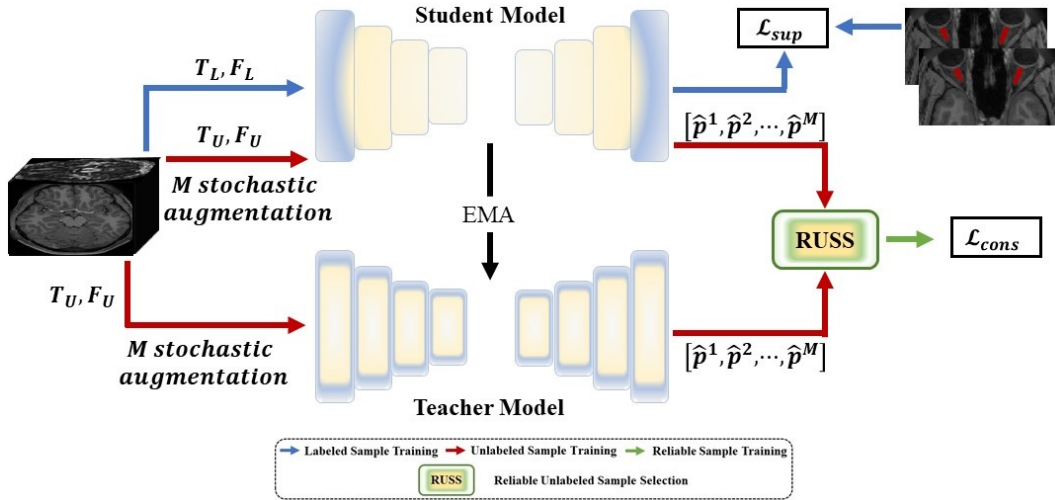 Student Model
ℒ_sup
T_L, F_L
T_U, F_U
M stochastic
augmentation
[p̂¹, p̂², ⋯, p̂ᴹ]
EMA
RUSS
ℒ_cons
T_U, F_U
M stochastic
augmentation
[p̂¹, p̂², ⋯, p̂ᴹ]
Teacher Model
Labeled Sample Training Unlabeled Sample Training Reliable Sample Training
RUSS Reliable Unlabeled Sample Selection